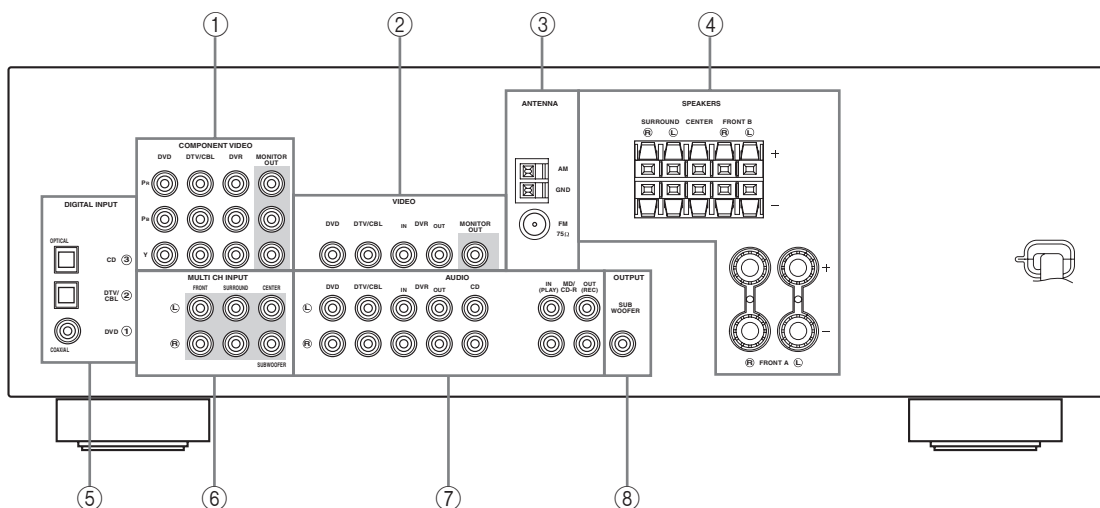 ① ② ③ ④
ANTENNA
AM
GND
FM
75Ω
SPEAKERS
SURROUND CENTER FRONT B
R L R L
+
–
+
–
R FRONT A L
COMPONENT VIDEO
DVD DTV/CBL DVR MONITOR OUT
PR
PB
Y
VIDEO
DVD DTV/CBL IN DVR OUT MONITOR OUT
DIGITAL INPUT
OPTICAL
CD ③
DTV/
CBL ②
DVD ①
COAXIAL
MULTI CH INPUT
FRONT SURROUND CENTER
L
R
SUBWOOFER
AUDIO
DVD DTV/CBL IN DVR OUT CD
IN (PLAY) MD/CD-R OUT (REC)
L
R
OUTPUT
SUB
WOOFER
⑤ ⑥ ⑦ ⑧